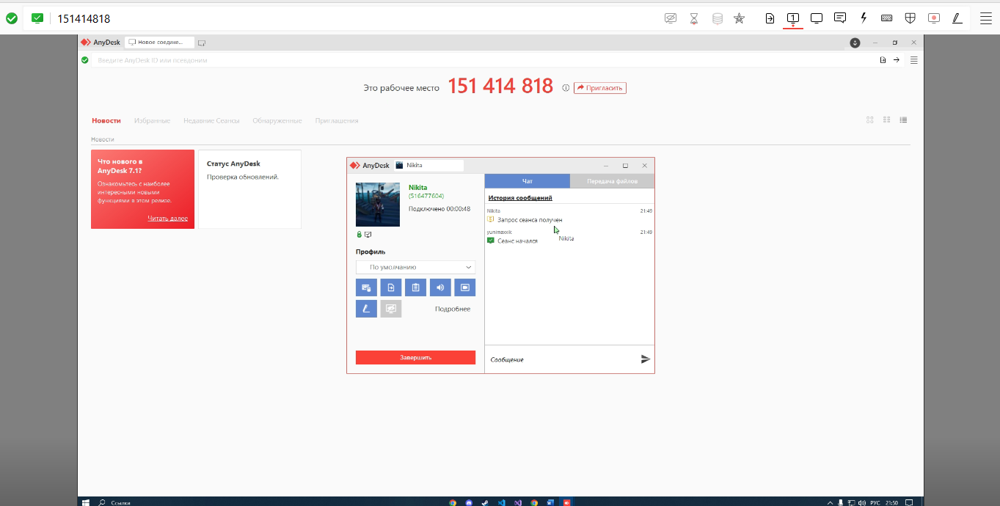 151414818
1
AnyDesk
Новое соедине...
Введите AnyDesk ID или псевдоним
Это рабочее место
151 414 818
Пригласить
Новости
Избранные
Недавние Сеансы
Обнаруженные
Приглашения
Новости
Что нового в
AnyDesk 7.1?
Ознакомьтесь с наиболее
интересными новыми
функциями в этом релизе.
Читать далее
Статус AnyDesk
Проверка обновлений.
AnyDesk
Nikita
Nikita
(516477604)
Подключено 00:00:48
Профиль
По умолчанию
Подробнее
Завершить
Чат
Передача файлов
История сообщений
Nikita
21:49
Запрос сеанса получен
yunimaxxik
21:49
Сеанс начался
Nikita
Сообщение
Ссылки
РУС
21:50